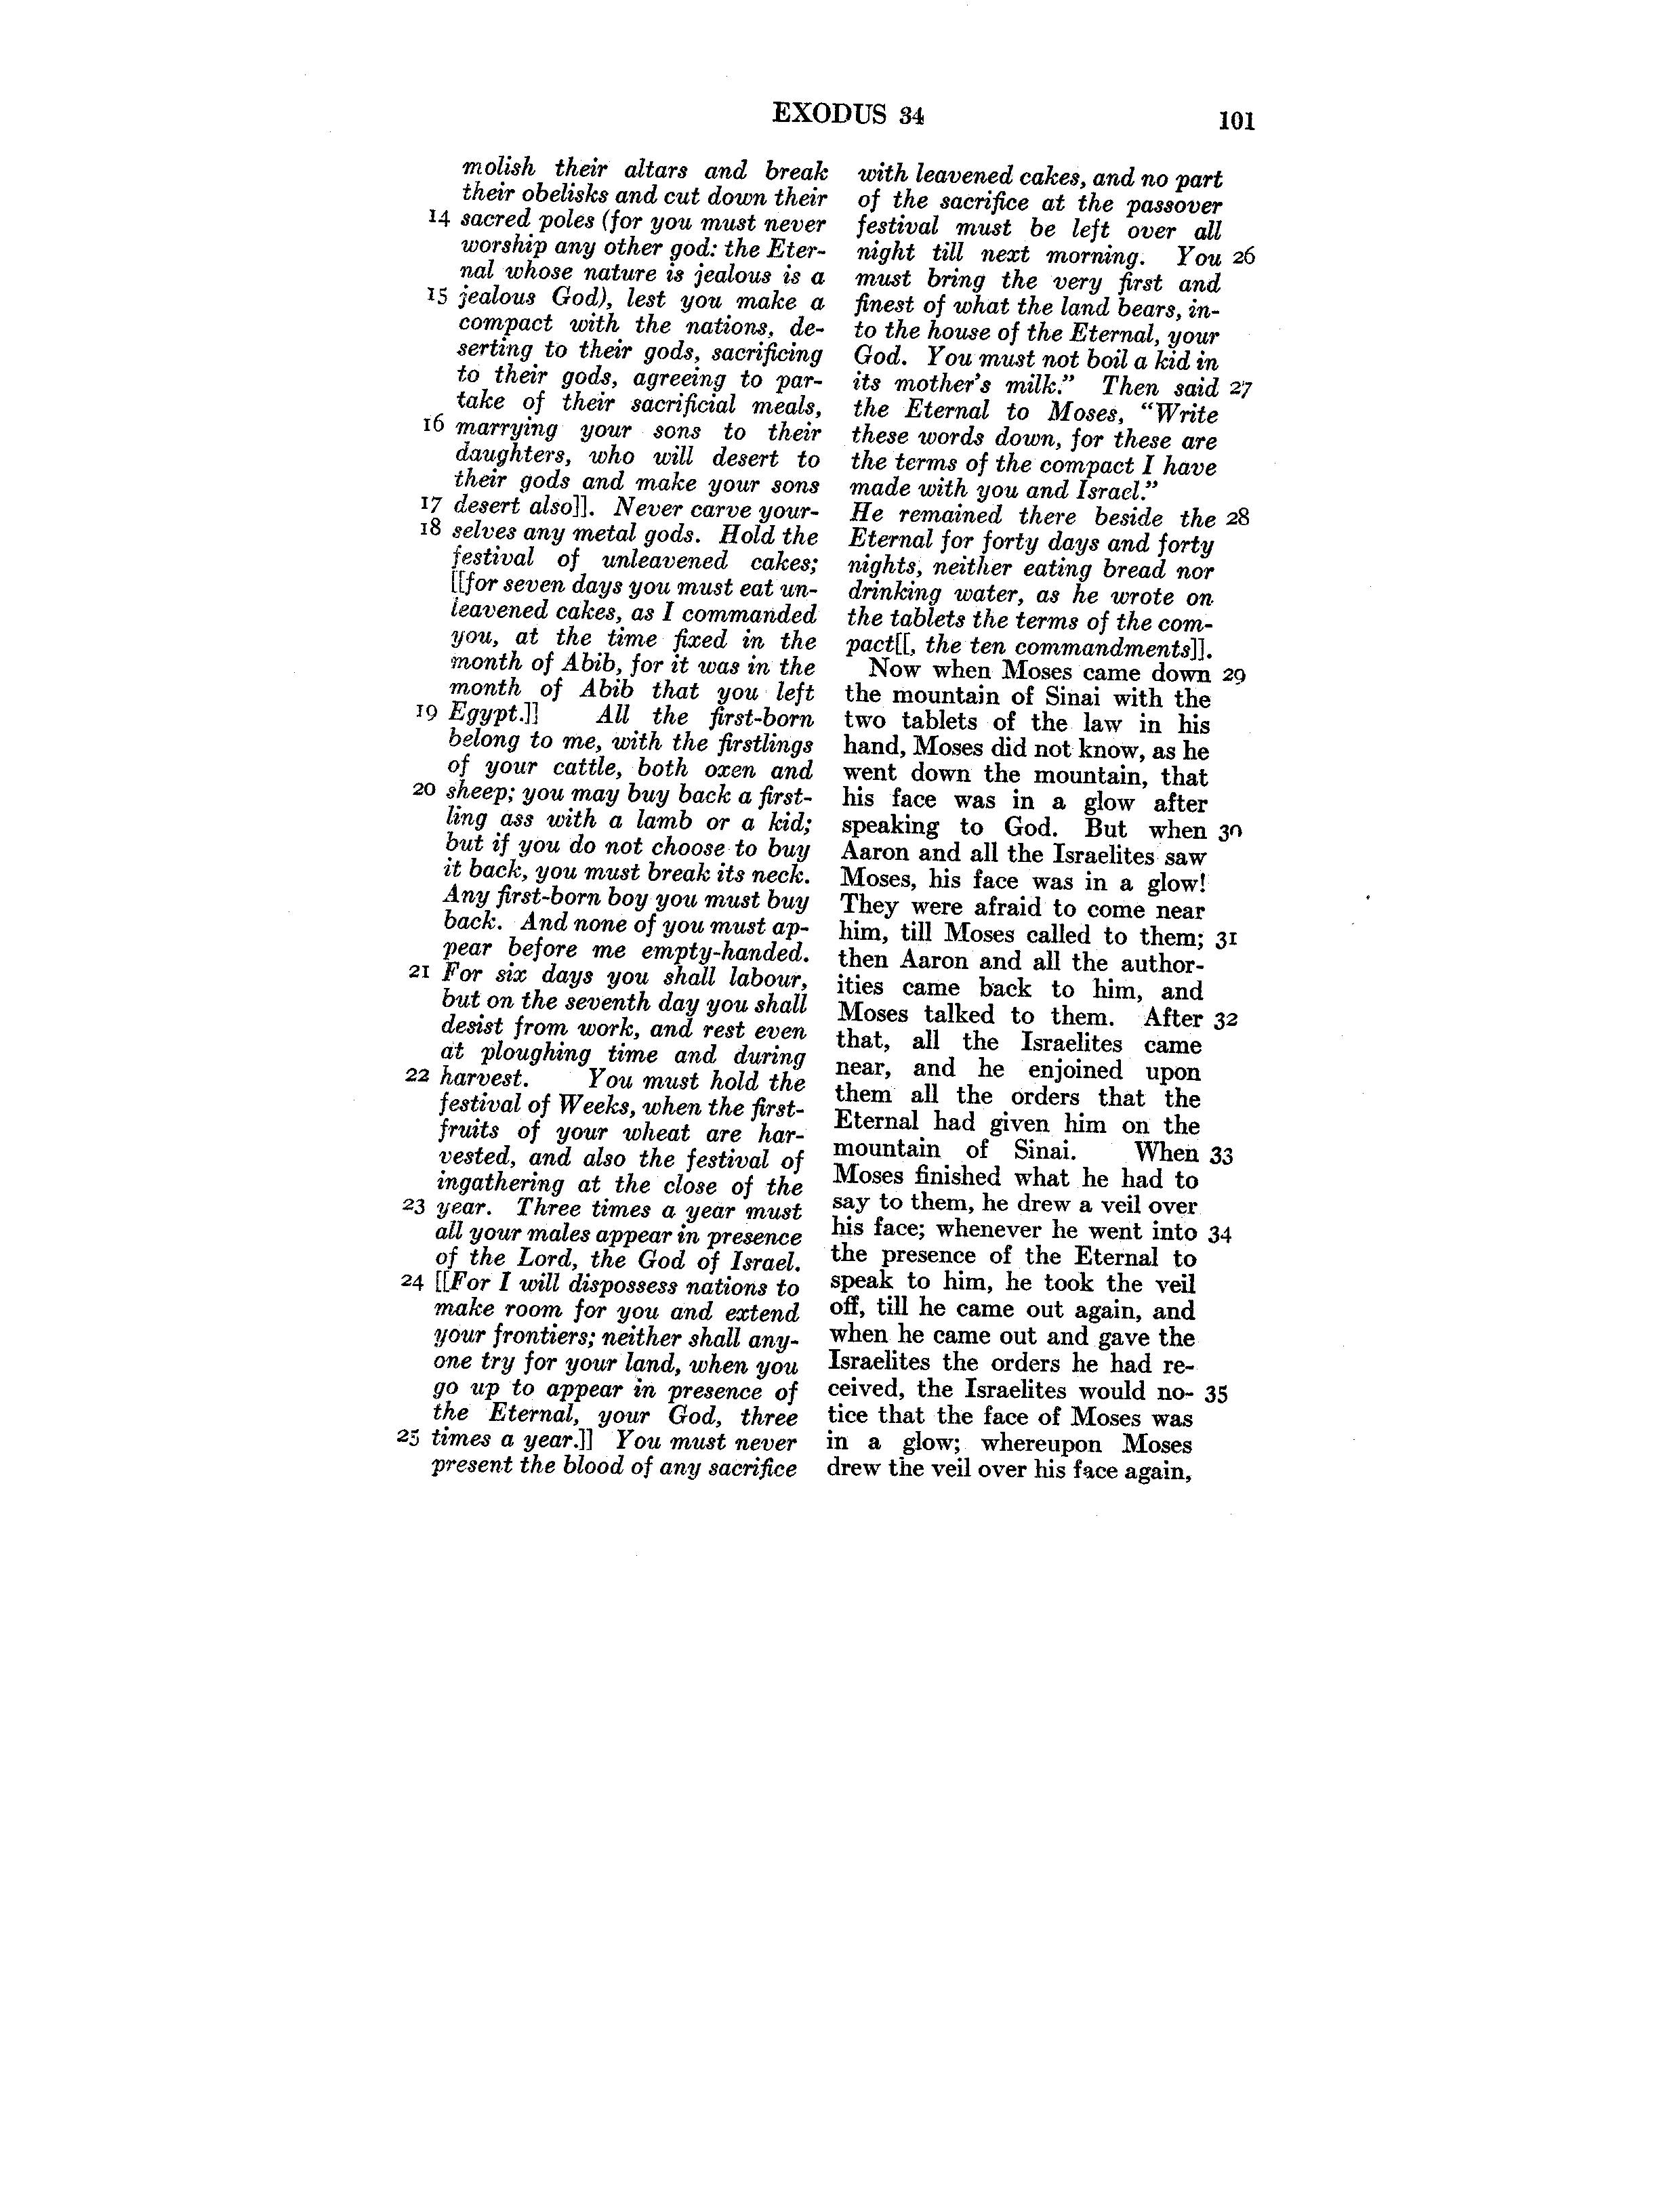 EXODUS 34
101
molish their altars and break
their obelisks and cut down their
14 sacred poles (for you must never
worship any other god: the Eter-
nal whose nature is jealous is a
15 jealous God), lest you make a
compact with the nations, de-
serting to their gods, sacrificing
to their gods, agreeing to par-
take of their sacrificial meals,
16 marrying your sons to their
daughters, who will desert to
their gods and make your sons
17 desert also]]. Never carve your-
18 selves any metal gods. Hold the
festival of unleavened cakes;
[[for seven days you must eat un-
leavened cakes, as I commanded
you, at the time fixed in the
month of Abib, for it was in the
month of Abib that you left
19 Egypt.]] All the first-born
belong to me, with the firstlings
of your cattle, both oxen and
20 sheep; you may buy back a first-
ling ass with a lamb or a kid;
but if you do not choose to buy
it back, you must break its neck.
Any first-born boy you must buy
back. And none of you must ap-
pear before me empty-handed.
21 For six days you shall labour,
but on the seventh day you shall
desist from work, and rest even
at ploughing time and during
22 harvest. You must hold the
festival of Weeks, when the first-
fruits of your wheat are har-
vested, and also the festival of
ingathering at the close of the
23 year. Three times a year must
all your males appear in presence
of the Lord, the God of Israel.
24 [[For I will dispossess nations to
make room for you and extend
your frontiers; neither shall any-
one try for your land, when you
go up to appear in presence of
the Eternal, your God, three
25 times a year.]] You must never
present the blood of any sacrifice
with leavened cakes, and no part
of the sacrifice at the passover
festival must be left over all
night till next morning. You 26
must bring the very first and
finest of what the land bears, in-
to the house of the Eternal, your
God. You must not boil a kid in
its mother's milk.” Then said 27
the Eternal to Moses, “Write
these words down, for these are
the terms of the compact I have
made with you and Israel.”
He remained there beside the 28
Eternal for forty days and forty
nights, neither eating bread nor
drinking water, as he wrote on
the tablets the terms of the com-
pact[[, the ten commandments]].
Now when Moses came down 29
the mountain of Sinai with the
two tablets of the law in his
hand, Moses did not know, as he
went down the mountain, that
his face was in a glow after
speaking to God. But when 30
Aaron and all the Israelites saw
Moses, his face was in a glow!
They were afraid to come near
him, till Moses called to them; 31
then Aaron and all the author-
ities came back to him, and
Moses talked to them. After 32
that, all the Israelites came
near, and he enjoined upon
them all the orders that the
Eternal had given him on the
mountain of Sinai. When 33
Moses finished what he had to
say to them, he drew a veil over
his face; whenever he went into 34
the presence of the Eternal to
speak to him, he took the veil
off, till he came out again, and
when he came out and gave the
Israelites the orders he had re-
ceived, the Israelites would no- 35
tice that the face of Moses was
in a glow; whereupon Moses
drew the veil over his face again,